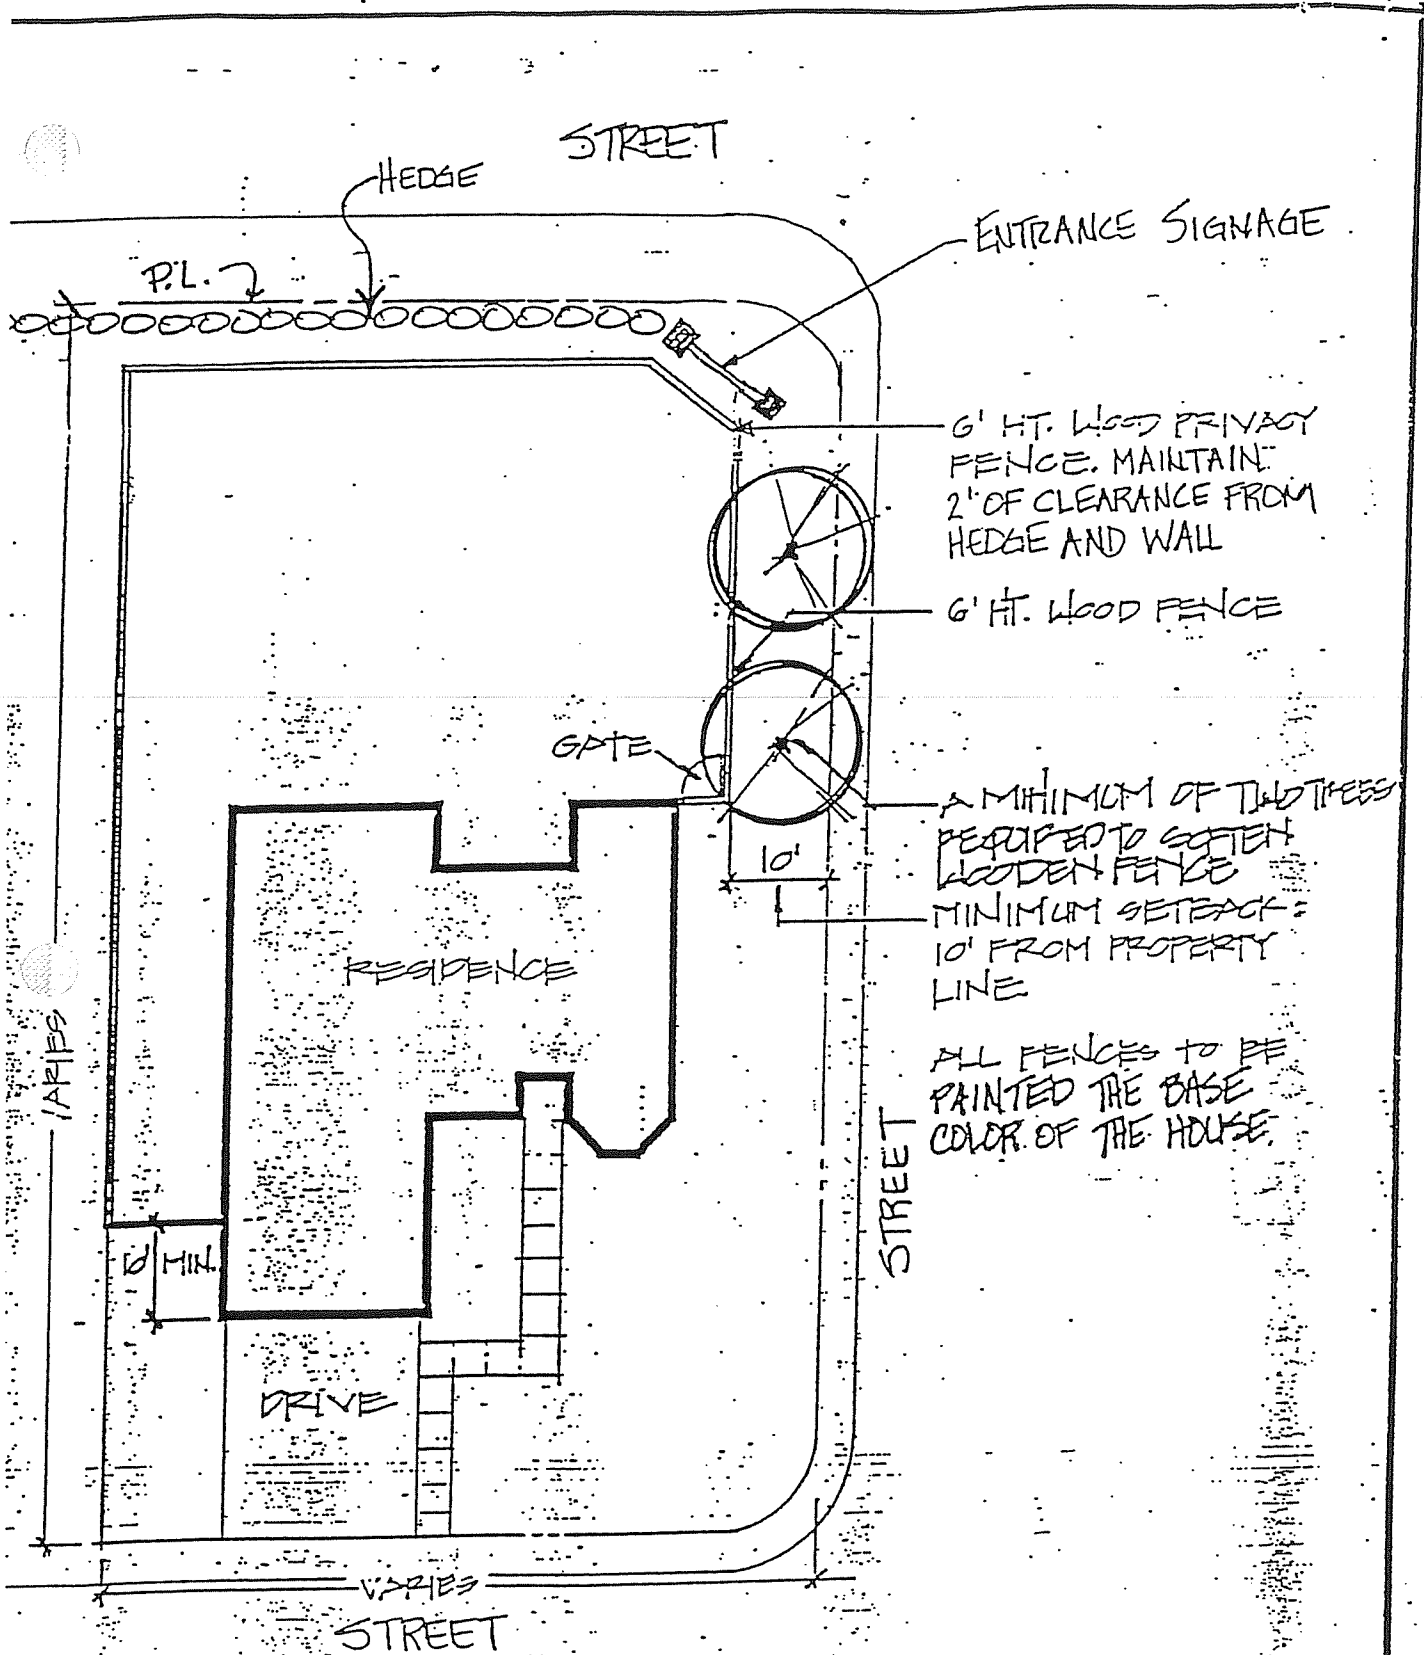 STREET
HEDGE
ENTRANCE SIGNAGE
P.L.
6' HT. WOOD PRIVACY
FENCE. MAINTAIN
2' OF CLEARANCE FROM
HEDGE AND WALL
6' HT. WOOD FENCE
GATE
A MINIMUM OF TWO TREES
REQUIRED TO SOFTEN
WOODEN FENCE
10'
MINIMUM SETBACK:
10' FROM PROPERTY
LINE
RESIDENCE
ALL FENCES TO BE
PAINTED THE BASE
COLOR OF THE HOUSE.
VARIES
STREET
MIN.
DRIVE
VARIES
STREET